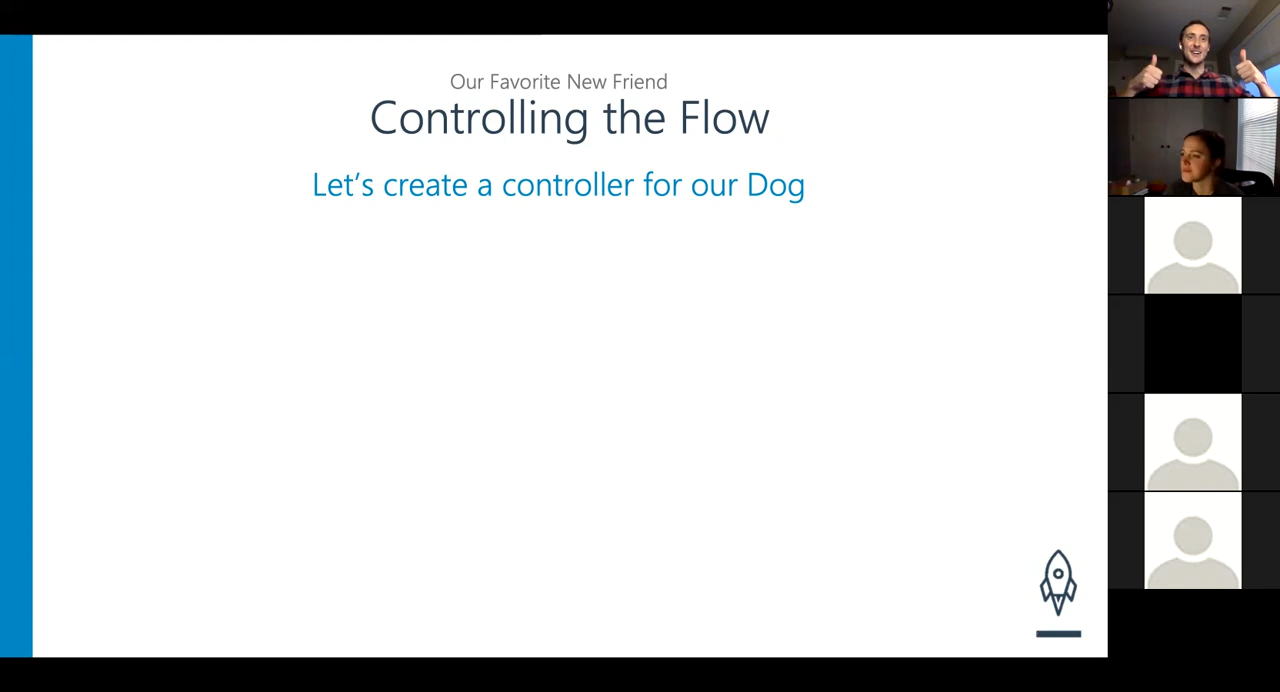 Our Favorite New Friend
Controlling the Flow
Let's create a controller for our Dog